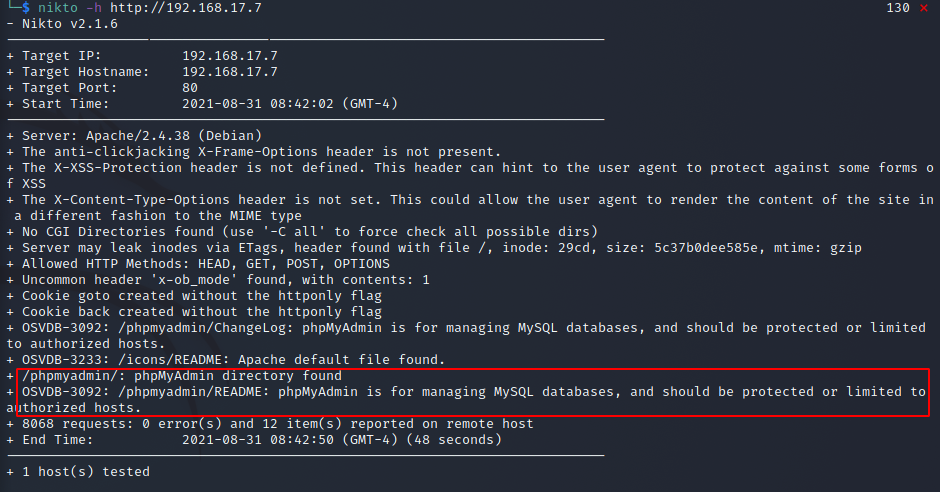 └─$ nikto -h http://192.168.17.7 130 ⨯
- Nikto v2.1.6
+ Target IP: 192.168.17.7
+ Target Hostname: 192.168.17.7
+ Target Port: 80
+ Start Time: 2021-08-31 08:42:02 (GMT-4)
+ Server: Apache/2.4.38 (Debian)
+ The anti-clickjacking X-Frame-Options header is not present.
+ The X-XSS-Protection header is not defined. This header can hint to the user agent to protect against some forms o
f XSS
+ The X-Content-Type-Options header is not set. This could allow the user agent to render the content of the site in
 a different fashion to the MIME type
+ No CGI Directories found (use '-C all' to force check all possible dirs)
+ Server may leak inodes via ETags, header found with file /, inode: 29cd, size: 5c37b0dee585e, mtime: gzip
+ Allowed HTTP Methods: HEAD, GET, POST, OPTIONS
+ Uncommon header 'x-ob_mode' found, with contents: 1
+ Cookie goto created without the httponly flag
+ Cookie back created without the httponly flag
+ OSVDB-3092: /phpmyadmin/ChangeLog: phpMyAdmin is for managing MySQL databases, and should be protected or limited
to authorized hosts.
+ OSVDB-3233: /icons/README: Apache default file found.
+ /phpmyadmin/: phpMyAdmin directory found
+ OSVDB-3092: /phpmyadmin/README: phpMyAdmin is for managing MySQL databases, and should be protected or limited to
authorized hosts.
+ 8068 requests: 0 error(s) and 12 item(s) reported on remote host
+ End Time: 2021-08-31 08:42:50 (GMT-4) (48 seconds)
+ 1 host(s) tested